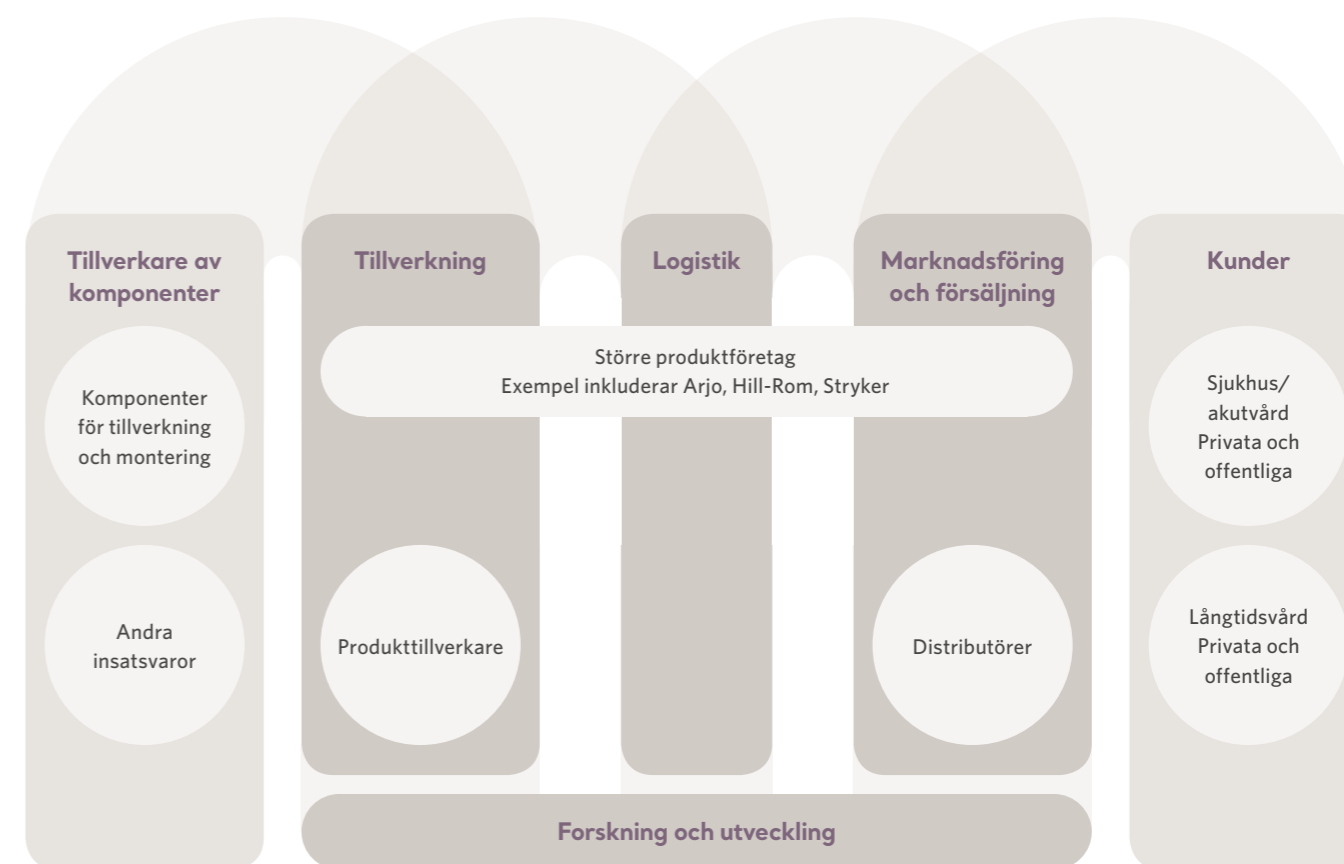 Tillverkare av
komponenter
Komponenter
för tillverkning
och montering
Andra
insatsvaror
Tillverkning
Logistik
Marknadsföring
och försäljning
Större produktföretag
Exempel inkluderar Arjo, Hill-Rom, Stryker
Produkttillverkare
Distributörer
Kunder
Sjukhus/
akutvård
Privata och
offentliga
Långtidsvård
Privata och
offentliga
Forskning och utveckling